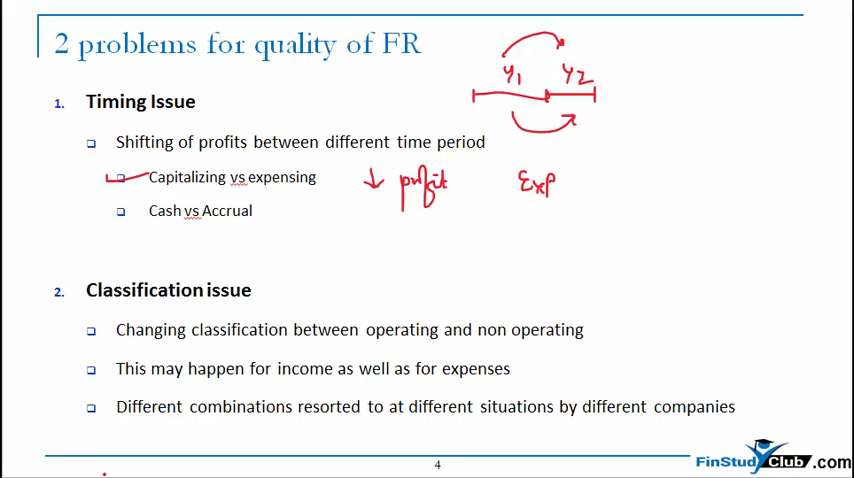 2 problems for quality of FR
Y1 Y2
1. Timing Issue
Shifting of profits between different time period
Capitalizing vs expensing ↓ profit Exp
Cash vs Accrual
2. Classification issue
Changing classification between operating and non operating
This may happen for income as well as for expenses
Different combinations resorted to at different situations by different companies
4
FinStudyClub.com